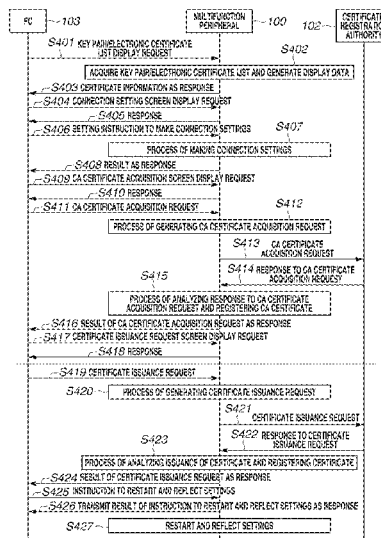 PC 103
MULTIFUNCTION PERIPHERAL 100
102 CERTIFICATE REGISTRATION AUTHORITY
S401 KEY PAIR/ELECTRONIC CERTIFICATE LIST DISPLAY REQUEST
S402
ACQUIRE KEY PAIR/ELECTRONIC CERTIFICATE LIST AND GENERATE DISPLAY DATA
S403 CERTIFICATE INFORMATION AS RESPONSE
S404 CONNECTION SETTING SCREEN DISPLAY REQUEST
S405 RESPONSE
S406 SETTING INSTRUCTION TO MAKE CONNECTION SETTINGS
S407
PROCESS OF MAKING CONNECTION SETTINGS
S408 RESULT AS RESPONSE
S409 CA CERTIFICATE ACQUISITION SCREEN DISPLAY REQUEST
S410 RESPONSE
S411 CA CERTIFICATE ACQUISITION REQUEST
S412
PROCESS OF GENERATING CA CERTIFICATE ACQUISITION REQUEST
S413 CA CERTIFICATE ACQUISITION REQUEST
S414 RESPONSE TO CA CERTIFICATE ACQUISITION REQUEST
S415
PROCESS OF ANALYZING RESPONSE TO CA CERTIFICATE
ACQUISITION REQUEST AND REGISTERING CA CERTIFICATE
S416 RESULT OF CA CERTIFICATE ACQUISITION REQUEST AS RESPONSE
S417 CERTIFICATE ISSUANCE REQUEST SCREEN DISPLAY REQUEST
S418 RESPONSE
S419 CERTIFICATE ISSUANCE REQUEST
S420 PROCESS OF GENERATING CERTIFICATE ISSUANCE REQUEST
S421
CERTIFICATE ISSUANCE REQUEST
S422 RESPONSE TO CERTIFICATE ISSUANCE REQUEST
S423
PROCESS OF ANALYZING ISSUANCE OF CERTIFICATE AND REGISTERING CERTIFICATE
S424 RESULT OF CERTIFICATE ISSUANCE REQUEST AS RESPONSE
S425 INSTRUCTION TO RESTART AND REFLECT SETTINGS
S426 TRANSMIT RESULT OF INSTRUCTION TO RESTART AND REFLECT SETTINGS AS RESPONSE
S427 RESTART AND REFLECT SETTINGS